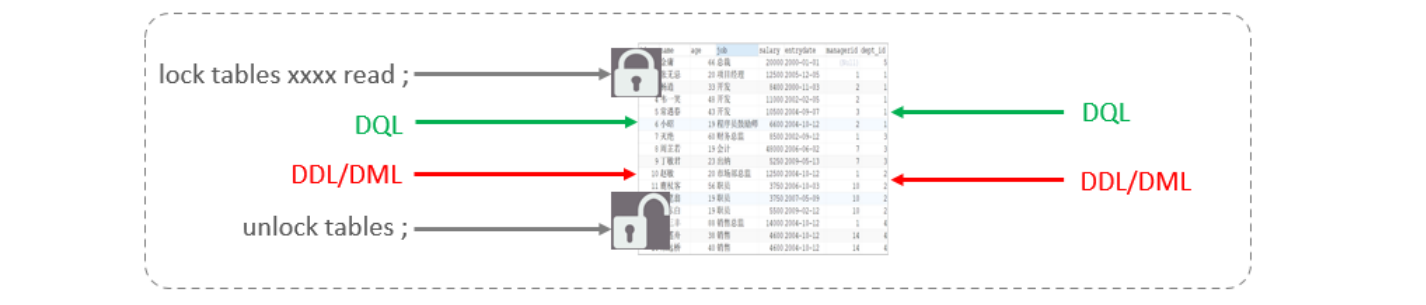 name age job salary entrydate managerid dept_id
lock tables xxxx read ;
金庸 66 总裁 20000 2000-01-01 (Null) 5
张无忌 20 项目经理 12500 2005-12-05 1 1
杨逍 33 开发 8400 2000-11-03 2 1
4 韦一笑 48 开发 11000 2002-02-05 2 1
5 常遇春 43 开发 10500 2004-09-07 3 1
DQL
DQL
6 小昭 19 程序员鼓励师 6600 2004-10-12 2 1
7 灭绝 60 财务总监 8500 2002-09-12 1 3
8 周芷若 19 会计 48000 2006-06-02 7 3
9 丁敏君 23 出纳 5250 2009-05-13 7 3
DDL/DML
DDL/DML
10 赵敏 20 市场部总监 12500 2004-10-12 1 2
11 鹿杖客 56 职员 3750 2006-10-03 10 2
19 职员 3750 2007-05-09 10 2
19 职员 5500 2009-02-12 10 2
unlock tables ;
88 销售总监 14000 2004-10-12 1 4
38 销售 4600 2004-10-12 14 4
40 销售 4600 2004-10-12 14 4